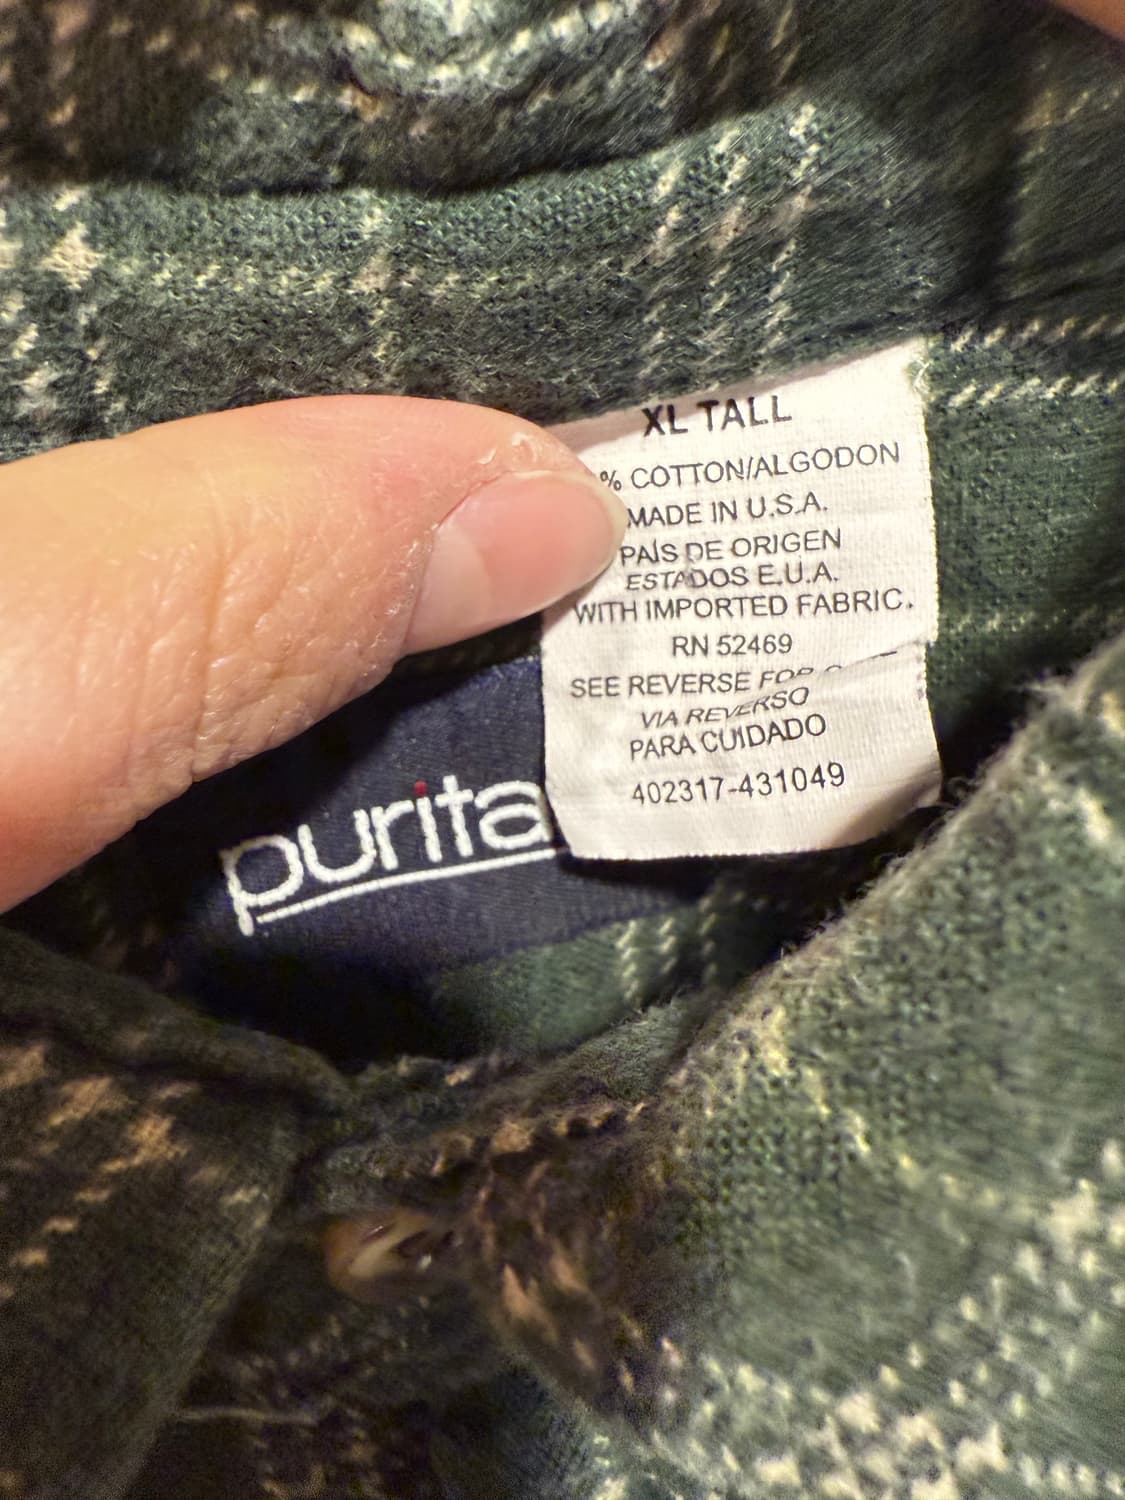 XL TALL
% COTTON/ALGODON
MADE IN U.S.A.
PAÍS DE ORIGEN
ESTADOS E.U.A.
WITH IMPORTED FABRIC.
RN 52469
SEE REVERSE FOR
VIA REVERSO
PARA CUIDADO
402317-431049
purita